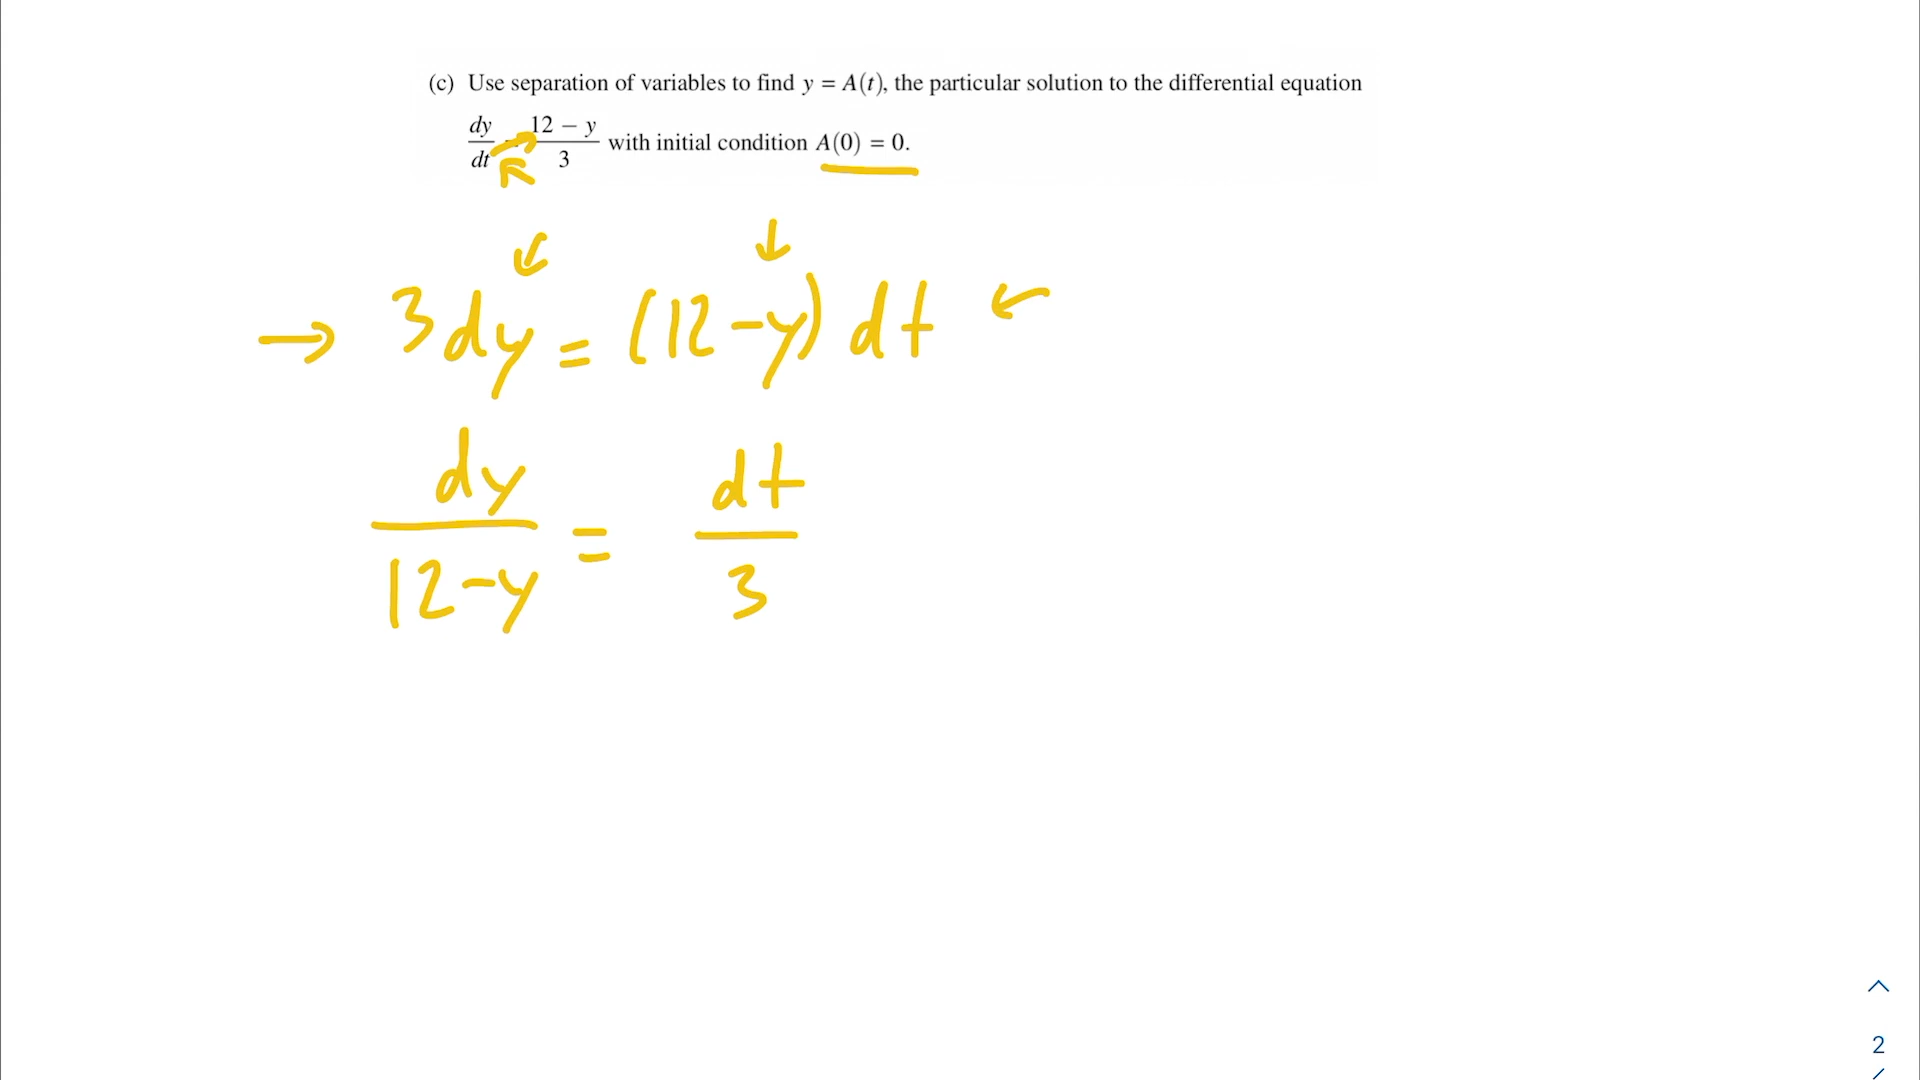 (c) Use separation of variables to find y = A(t), the particular solution to the differential equation
dy/dt = 12 − y/3 with initial condition A(0) = 0.
→ 3dy = (12-y) dt
dy/12-y = dt/3
2